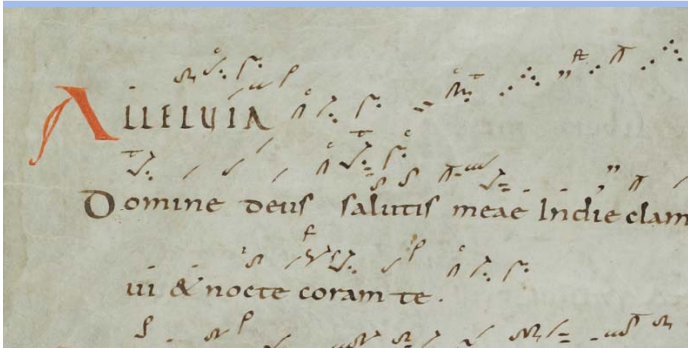 ALLELUIA
Domine deus salutis meae In die clam
ui & nocte coram te.